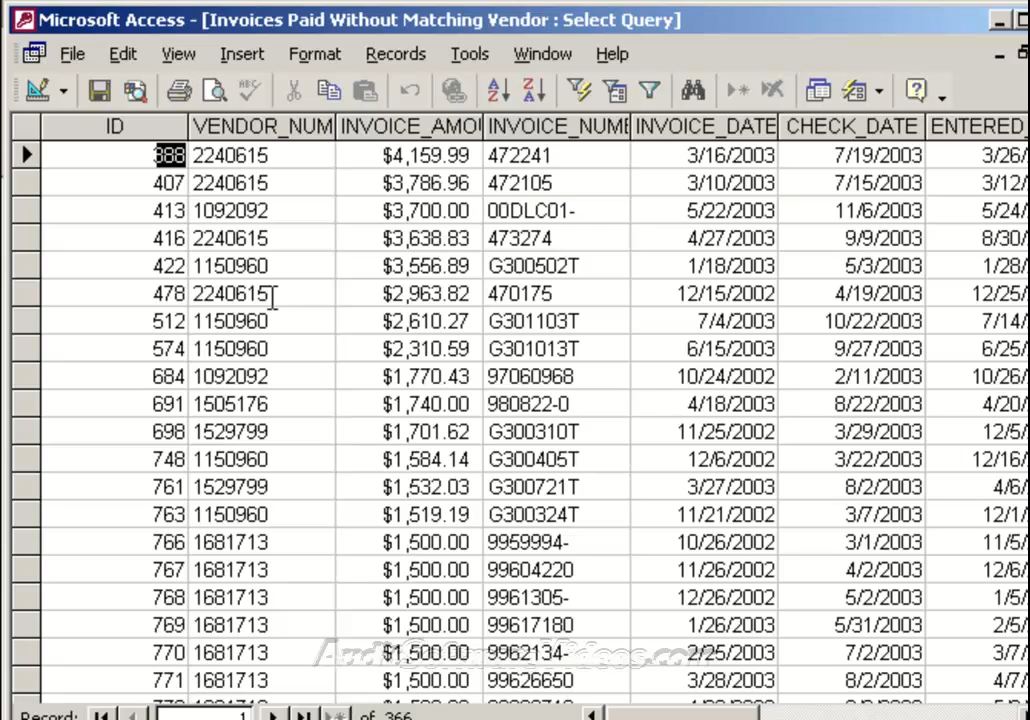 Microsoft Access - [Invoices Paid Without Matching Vendor : Select Query]
File Edit View Insert Format Records Tools Window Help
ID VENDOR_NUM INVOICE_AMO INVOICE_NUME INVOICE_DATE CHECK_DATE ENTERED_
388 2240615 $4,159.99 472241 3/16/2003 7/19/2003 3/26/
407 2240615 $3,786.96 472105 3/10/2003 7/15/2003 3/12/
413 1092092 $3,700.00 00DLC01- 5/22/2003 11/6/2003 5/24/
416 2240615 $3,638.83 473274 4/27/2003 9/9/2003 8/30/
422 1150960 $3,556.89 G300502T 1/18/2003 5/3/2003 1/28/
478 2240615 $2,963.82 470175 12/15/2002 4/19/2003 12/25/
512 1150960 $2,610.27 G301103T 7/4/2003 10/22/2003 7/14/
574 1150960 $2,310.59 G301013T 6/15/2003 9/27/2003 6/25/
684 1092092 $1,770.43 97060968 10/24/2002 2/11/2003 10/26/
691 1505176 $1,740.00 980822-0 4/18/2003 8/22/2003 4/20/
698 1529799 $1,701.62 G300310T 11/25/2002 3/29/2003 12/5/
748 1150960 $1,584.14 G300405T 12/6/2002 3/22/2003 12/16/
761 1529799 $1,532.03 G300721T 3/27/2003 8/2/2003 4/6/
763 1150960 $1,519.19 G300324T 11/21/2002 3/7/2003 12/1/
766 1681713 $1,500.00 9959994- 10/26/2002 3/1/2003 11/5/
767 1681713 $1,500.00 99604220 11/26/2002 4/2/2003 12/6/
768 1681713 $1,500.00 9961305- 12/26/2002 5/2/2003 1/5/
769 1681713 $1,500.00 99617180 1/26/2003 5/31/2003 2/5/
770 1681713 $1,500.00 9962134- 2/25/2003 7/2/2003 3/7/
AuditSoftwareVideos.com
771 1681713 $1,500.00 99626650 3/28/2003 8/2/2003 4/7/
Record: 1 of 366